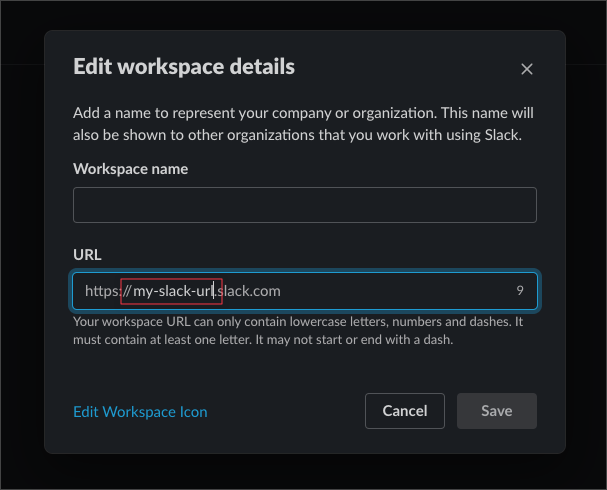 Edit workspace details
Add a name to represent your company or organization. This name will
also be shown to other organizations that you work with using Slack.
Workspace name
URL
https://my-slack-url.slack.com 9
Your workspace URL can only contain lowercase letters, numbers and dashes. It
must contain at least one letter. It may not start or end with a dash.
Edit Workspace Icon Cancel Save